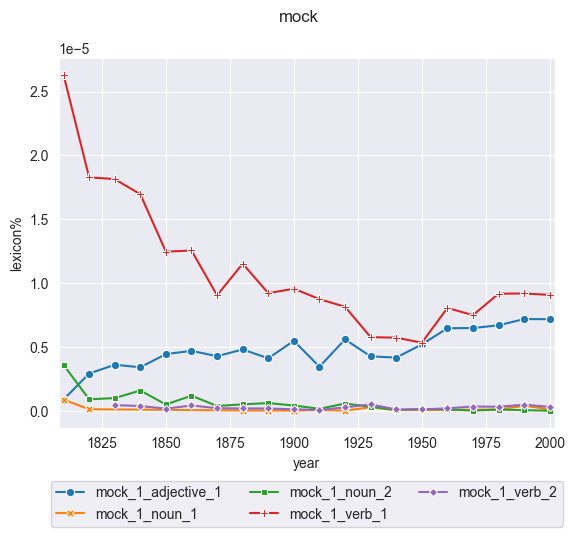 mock
1e−5
2.5
2.0
1.5
1.0
0.5
0.0
lexicon%
1825 1850 1875 1900 1925 1950 1975 2000
year
mock_1_adjective_1 mock_1_noun_2 mock_1_verb_2
mock_1_noun_1 mock_1_verb_1